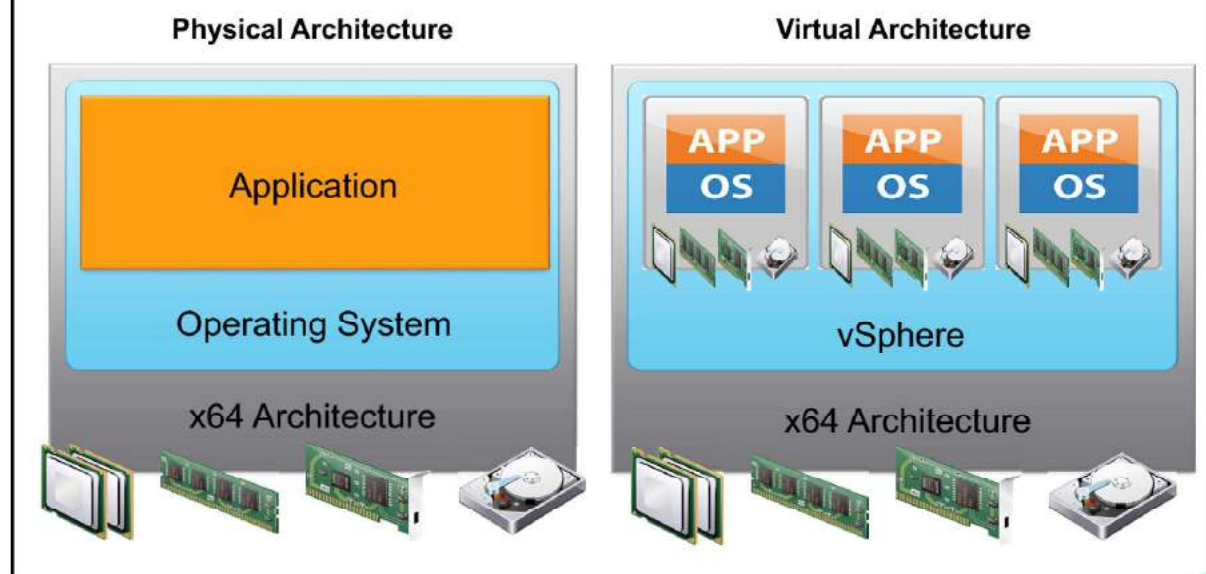 Physical Architecture
Application
Operating System
x64 Architecture
Virtual Architecture
APP
OS
APP
OS
APP
OS
vSphere
x64 Architecture